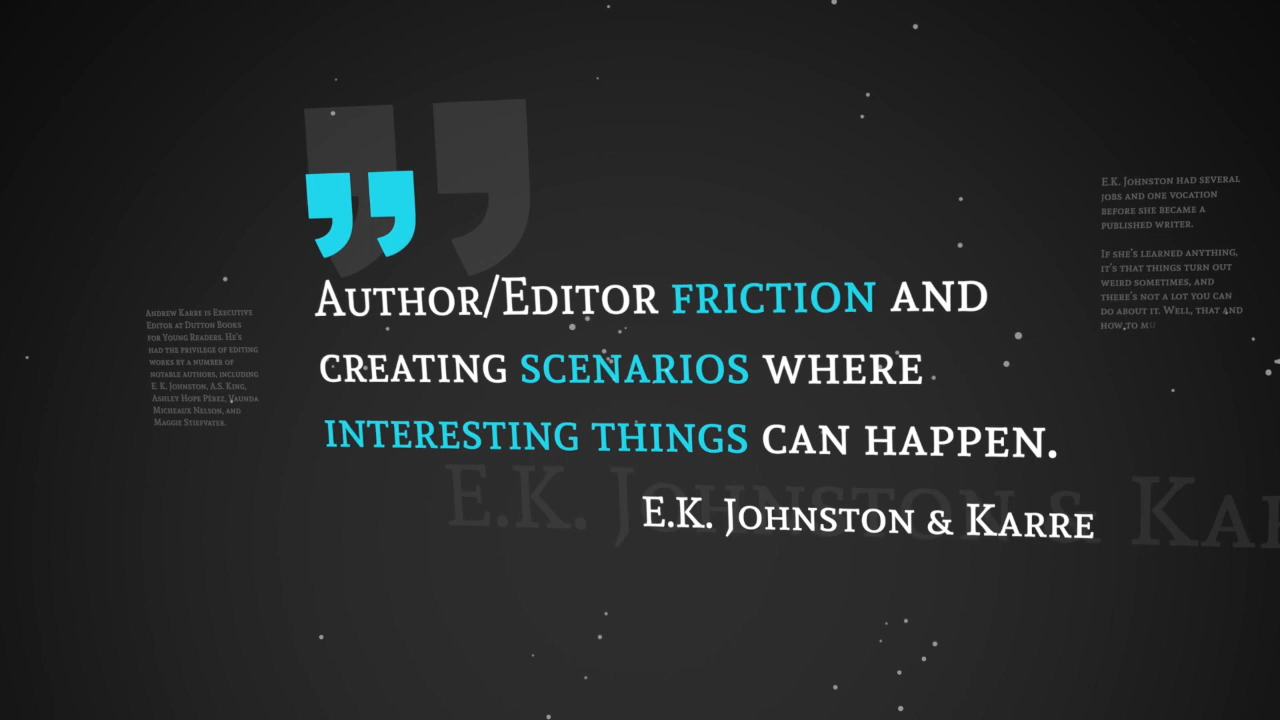 Author/Editor friction and
creating scenarios where
interesting things can happen.
E.K. Johnston & Karre
Andrew Karre is Executive
Editor at Dutton Books
for Young Readers. He's
had the privilege of editing
works by a number of
notable authors, including
E. K. Johnston, A.S. King,
Ashley Hope Pérez, Vaunda
Micheaux Nelson, and
Maggie Stiefvater.
E.K. Johnston had several
jobs and one vocation
before she became a
published writer.
If she's learned anything,
it's that things turn out
weird sometimes, and
there's not a lot you can
do about it. Well, that and
how to mu
E.K. Johnston & Kar